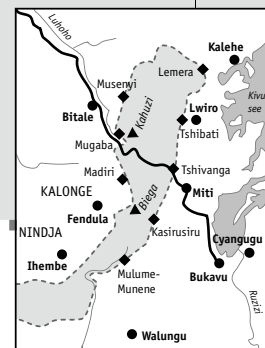 Luhoho
Kalehe
Lemera
Kivu
see
Musenyi
Bitale
Kahuzi
Lwiro
Tshibati
Mugaba
Madiri
Tshivanga
KALONGE
Miti
Biega
Fendula
Kasirusiru
NINDJA
Cyangugu
Ihembe
Mulume-
Munene
Bukavu
Ruzizi
Walungu